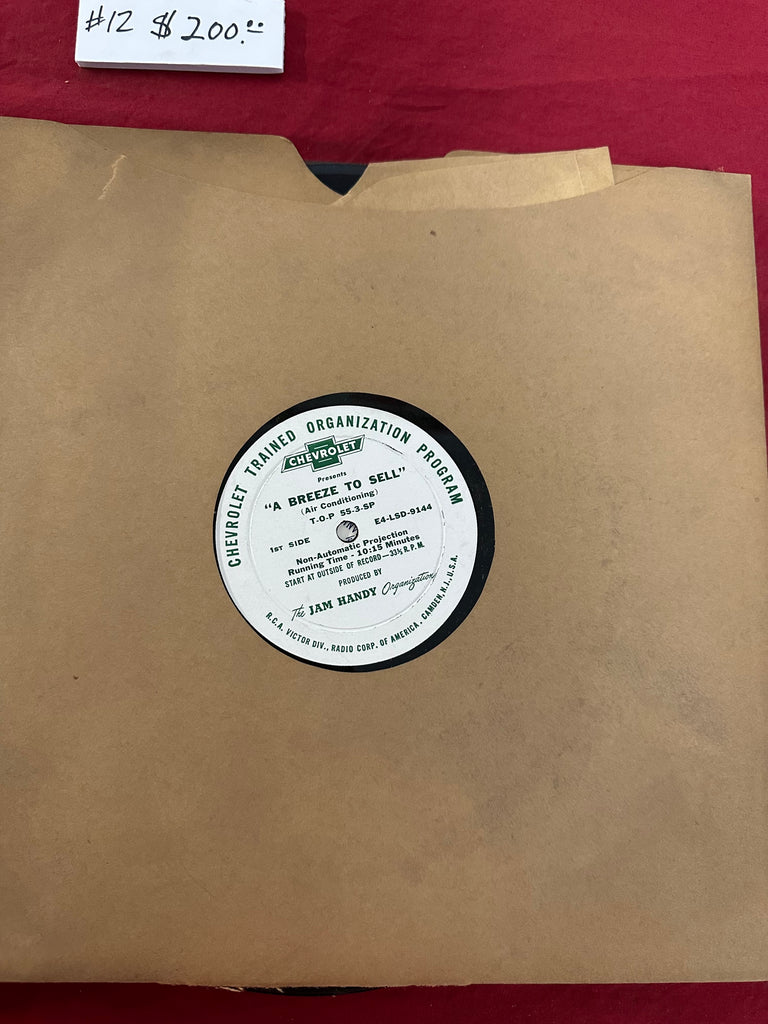 #12 $200.00
CHEVROLET TRAINED ORGANIZATION PROGRAM
CHEVROLET
Presents
"A BREEZE TO SELL"
(Air Conditioning)
T-O-P 55-3-SP
1ST SIDE E4-LSD-9144
Non-Automatic Projection
Running Time - 10:15 Minutes
START AT OUTSIDE OF RECORD—33⅓ R.P.M.
PRODUCED BY
The JAM HANDY Organization
R.C.A. VICTOR DIV., RADIO CORP. OF AMERICA, CAMDEN, N.J., U.S.A.